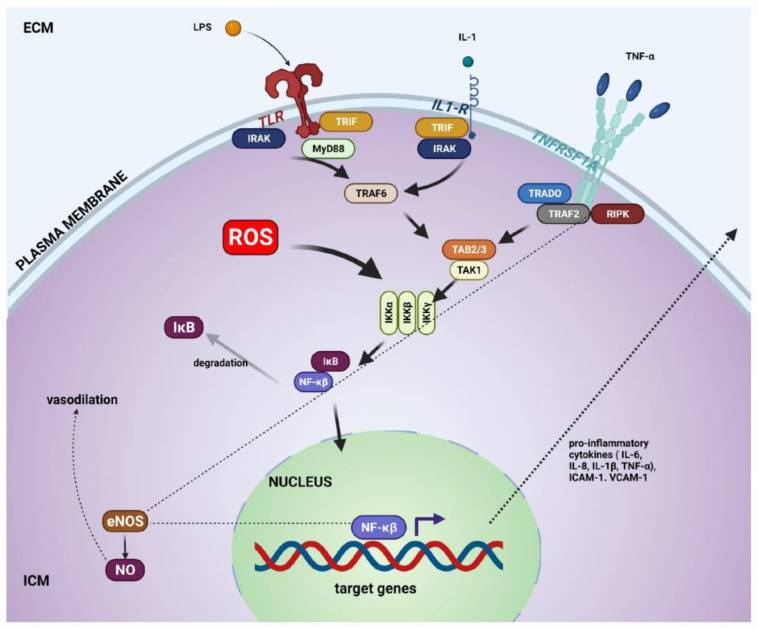 ECM
LPS
IL-1
TNF-α
TLR
IL1-R
TNFRSF1A
TRIF
IRAK
MyD88
TRIF
IRAK
TRAF6
TRADO
TRAF2
RIPK
PLASMA MEMBRANE
ROS
TAB2/3
TAK1
IKKα
IKKβ
IKKγ
IκB
degradation
IκB
NF-κβ
vasodilation
pro-inflammatory
cytokines ( IL-6,
IL-8, IL-1β, TNF-α),
ICAM-1. VCAM-1
NUCLEUS
eNOS
NF-κβ
NO
ICM
target genes